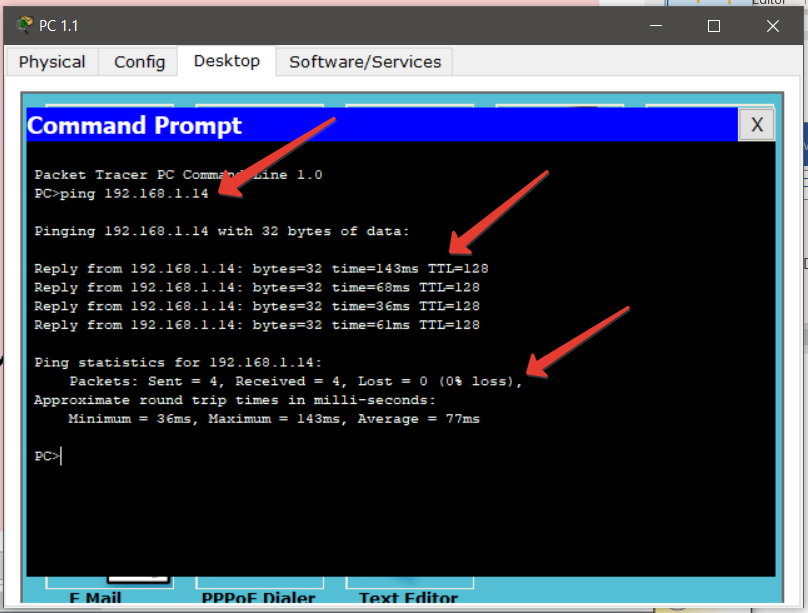 Editor
PC 1.1
Physical
Config
Desktop
Software/Services
Command Prompt
X
Packet Tracer PC Command Line 1.0
PC>ping 192.168.1.14
Pinging 192.168.1.14 with 32 bytes of data:
Reply from 192.168.1.14: bytes=32 time=143ms TTL=128
Reply from 192.168.1.14: bytes=32 time=68ms TTL=128
Reply from 192.168.1.14: bytes=32 time=36ms TTL=128
Reply from 192.168.1.14: bytes=32 time=61ms TTL=128
Ping statistics for 192.168.1.14:
Packets: Sent = 4, Received = 4, Lost = 0 (0% loss),
Approximate round trip times in milli-seconds:
Minimum = 36ms, Maximum = 143ms, Average = 77ms
PC>
E Mail
PPPoE Dialer
Text Editor